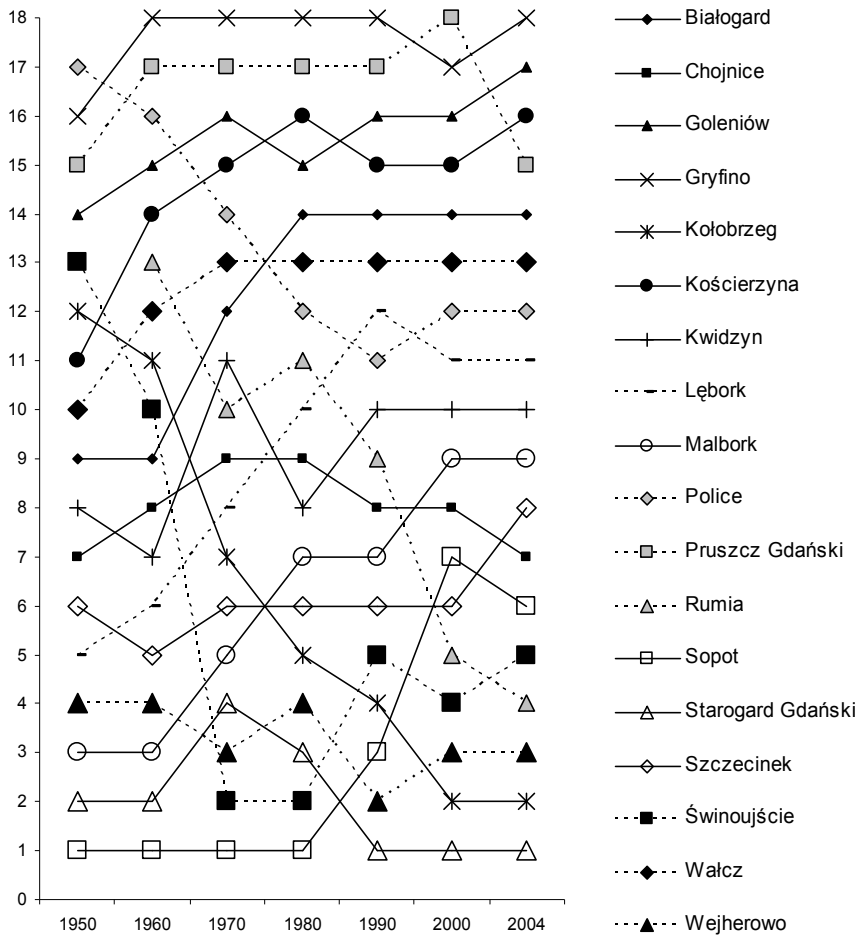 18
17
16
15
14
13
12
11
10
9
8
7
6
5
4
3
2
1
0
1950 1960 1970 1980 1990 2000 2004
Białogard
Chojnice
Goleniów
Gryfino
Kołobrzeg
Kościerzyna
Kwidzyn
Lębork
Malbork
Police
Pruszcz Gdański
Rumia
Sopot
Starogard Gdański
Szczecinek
Świnoujście
Wałcz
Wejherowo